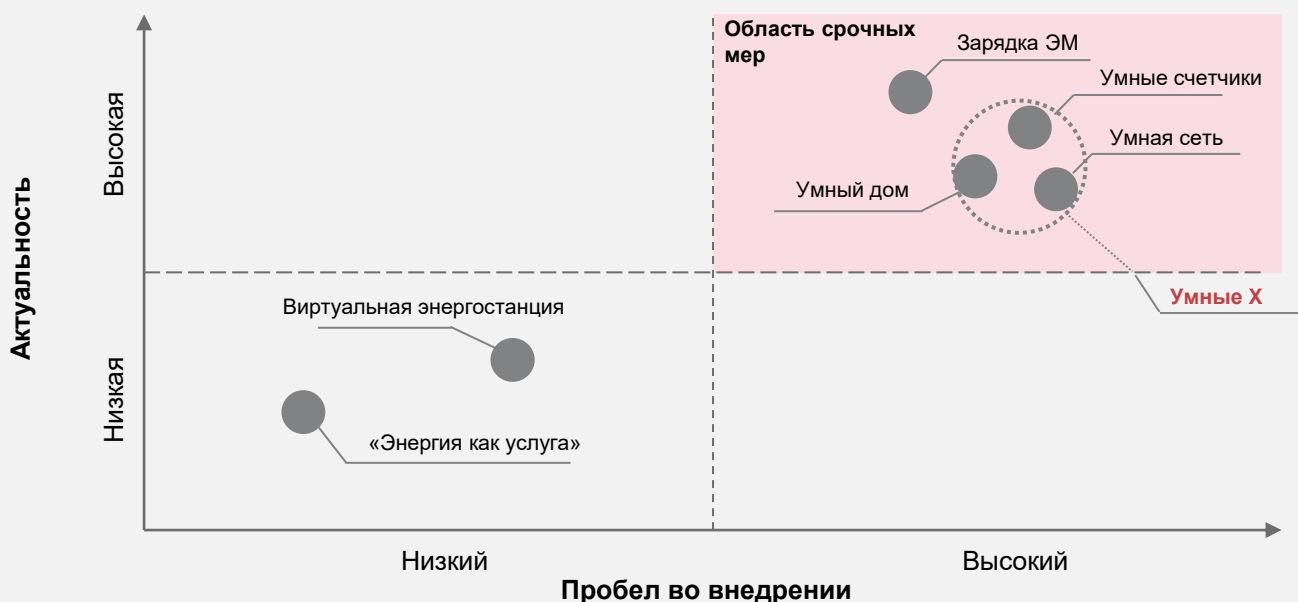 Область срочных
мер
Зарядка ЭМ
Умные счетчики
Умная сеть
Умный дом
Умные X
Виртуальная энергостанция
«Энергия как услуга»
Актуальность
Высокая
Низкая
Низкий
Высокий
Пробел во внедрении